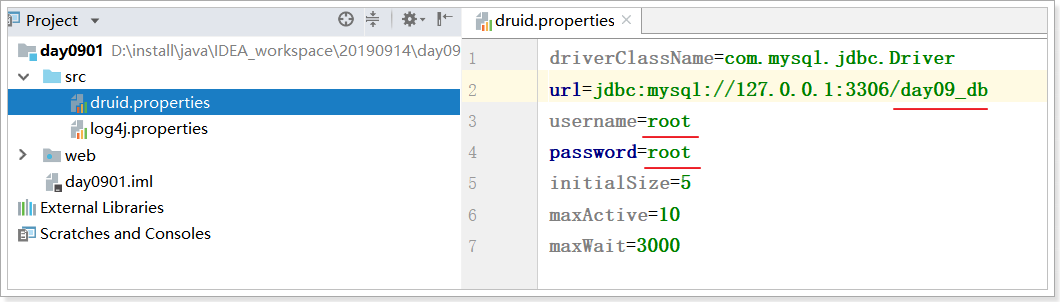 Project
day0901 D:\install\java\IDEA_workspace\20190914\day09
src
druid.properties
log4j.properties
web
day0901.iml
External Libraries
Scratches and Consoles
druid.properties
1 driverClassName=com.mysql.jdbc.Driver
2 url=jdbc:mysql://127.0.0.1:3306/day09_db
3 username=root
4 password=root
5 initialSize=5
6 maxActive=10
7 maxWait=3000